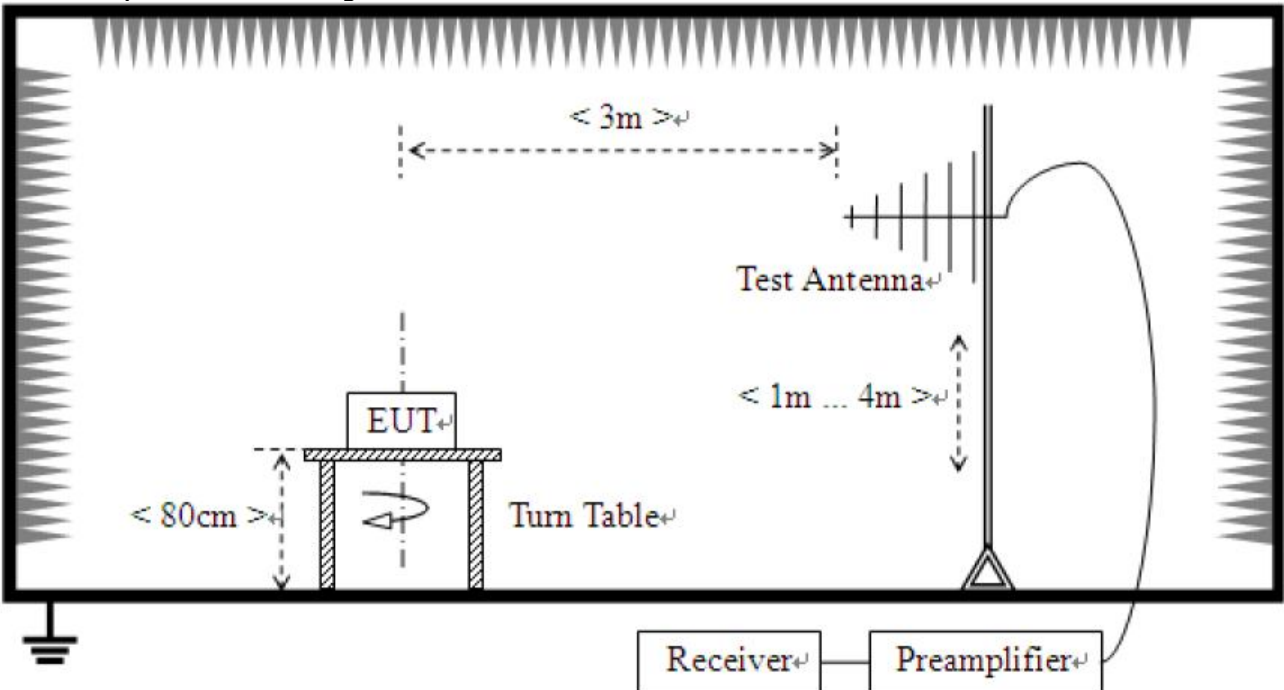 < 3m >↵
Test Antenna↵
< 1m ... 4m >↵
EUT↵
< 80cm >↵
Turn Table↵
Receiver↵
Preamplifier↵